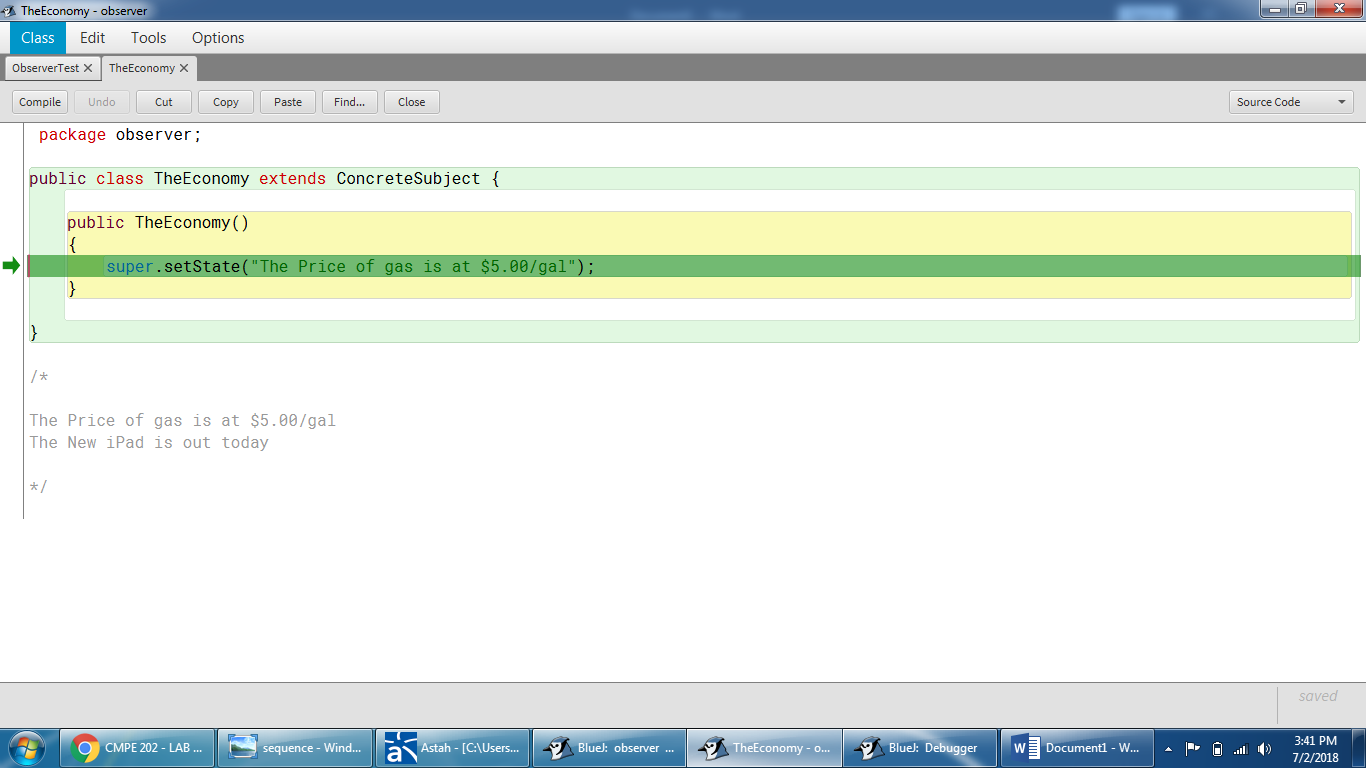 TheEconomy - observer
Class Edit Tools Options
ObserverTest TheEconomy
Compile Undo Cut Copy Paste Find... Close Source Code
package observer;
public class TheEconomy extends ConcreteSubject {
public TheEconomy()
{
super.setState("The Price of gas is at $5.00/gal");
}
}
/*
The Price of gas is at $5.00/gal
The New iPad is out today
*/
saved
CMPE 202 - LAB ... sequence - Wind... Astah - [C:\Users... BlueJ: observer ... TheEconomy - o... BlueJ: Debugger Document1 - W... 3:41 PM
7/2/2018